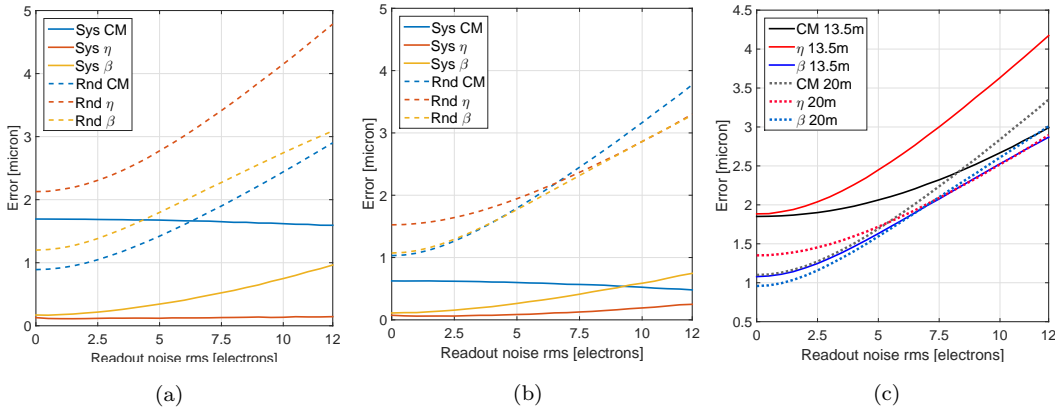 5
4
3
2
1
0
Error [micron]
Sys CM
Sys η
Sys β
Rnd CM
Rnd η
Rnd β
0 2.5 5 7.5 10 12
Readout noise rms [electrons]
(a)
5
4
3
2
1
0
Error [micron]
Sys CM
Sys η
Sys β
Rnd CM
Rnd η
Rnd β
0 2.5 5 7.5 10 12
Readout noise rms [electrons]
(b)
4.5
4
3.5
3
2.5
2
1.5
1
0.5
Error [micron]
CM 13.5m
η 13.5m
β 13.5m
CM 20m
η 20m
β 20m
0 2.5 5 7.5 10 12
Readout noise rms [electrons]
(c)